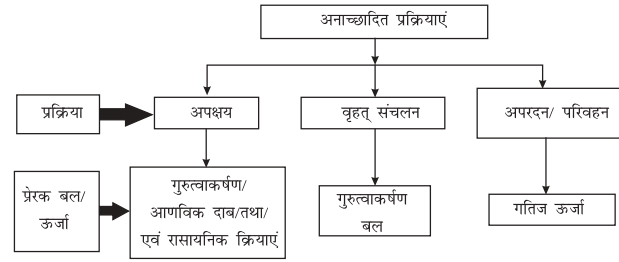 अनाच्छादित प्रक्रियाएं
प्रक्रिया
अपक्षय
वृहत् संचलन
अपरदन/ परिवहन
प्रेरक बल/
ऊर्जा
गुरुत्वाकर्षण/
आणविक दाब/तथा/
एवं रासायनिक क्रियाएं
गुरुत्वाकर्षण
बल
गतिज ऊर्जा